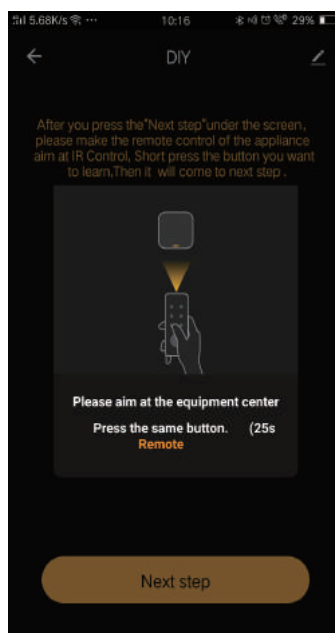 5.68K/s ··· 10:16 29%
DIY
After you press the"Next step"under the screen,
please make the remote control of the appliance
aim at IR Control, Short press the button you want
to learn,Then it will come to next step .
Please aim at the equipment center
Press the same button. (25s
Remote
Next step